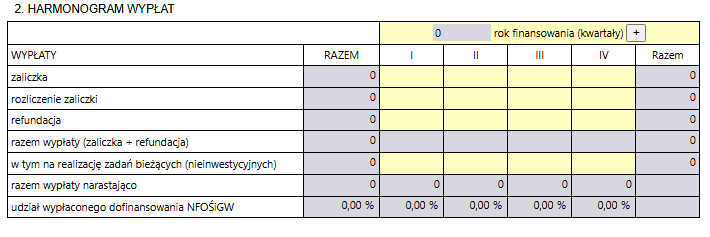 2. HARMONOGRAM WYPŁAT
0 rok finansowania (kwartały) +
WYPŁATY RAZEM I II III IV Razem
zaliczka 0 0
rozliczenie zaliczki 0 0
refundacja 0 0
razem wypłaty (zaliczka + refundacja) 0 0
w tym na realizację zadań bieżących (nieinwestycyjnych) 0 0
razem wypłaty narastająco 0 0 0 0 0
udział wypłaconego dofinansowania NFOŚiGW 0,00 % 0,00 % 0,00 % 0,00 % 0,00 %